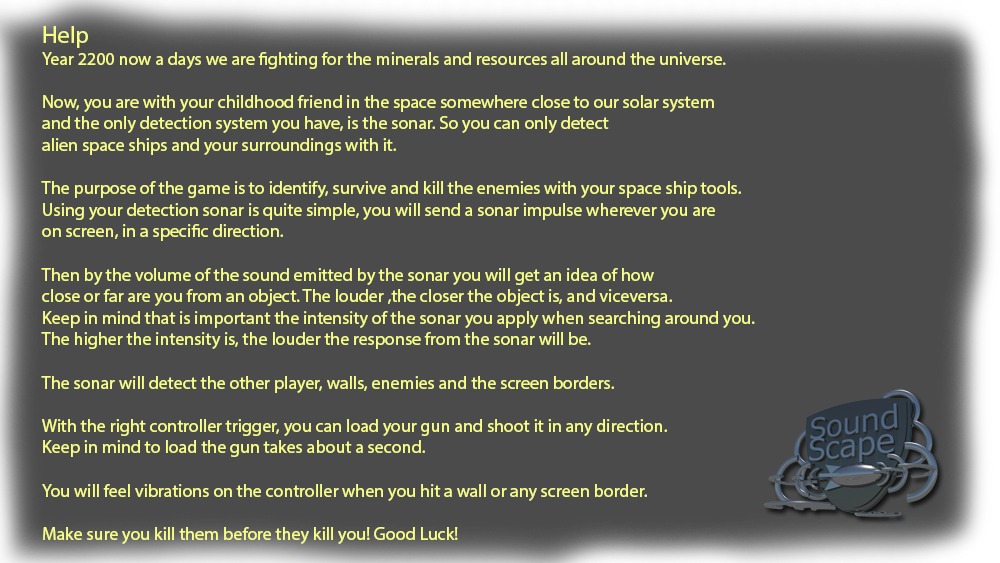 Help
Year 2200 now a days we are fighting for the minerals and resources all around the universe.
Now, you are with your childhood friend in the space somewhere close to our solar system
and the only detection system you have, is the sonar. So you can only detect
alien space ships and your surroundings with it.
The purpose of the game is to identify, survive and kill the enemies with your space ship tools.
Using your detection sonar is quite simple, you will send a sonar impulse wherever you are
on screen, in a specific direction.
Then by the volume of the sound emitted by the sonar you will get an idea of how
close or far are you from an object. The louder ,the closer the object is, and viceversa.
Keep in mind that is important the intensity of the sonar you apply when searching around you.
The higher the intensity is, the louder the response from the sonar will be.
The sonar will detect the other player, walls, enemies and the screen borders.
With the right controller trigger, you can load your gun and shoot it in any direction.
Keep in mind to load the gun takes about a second.
You will feel vibrations on the controller when you hit a wall or any screen border.
Make sure you kill them before they kill you! Good Luck!
Sound
Scape